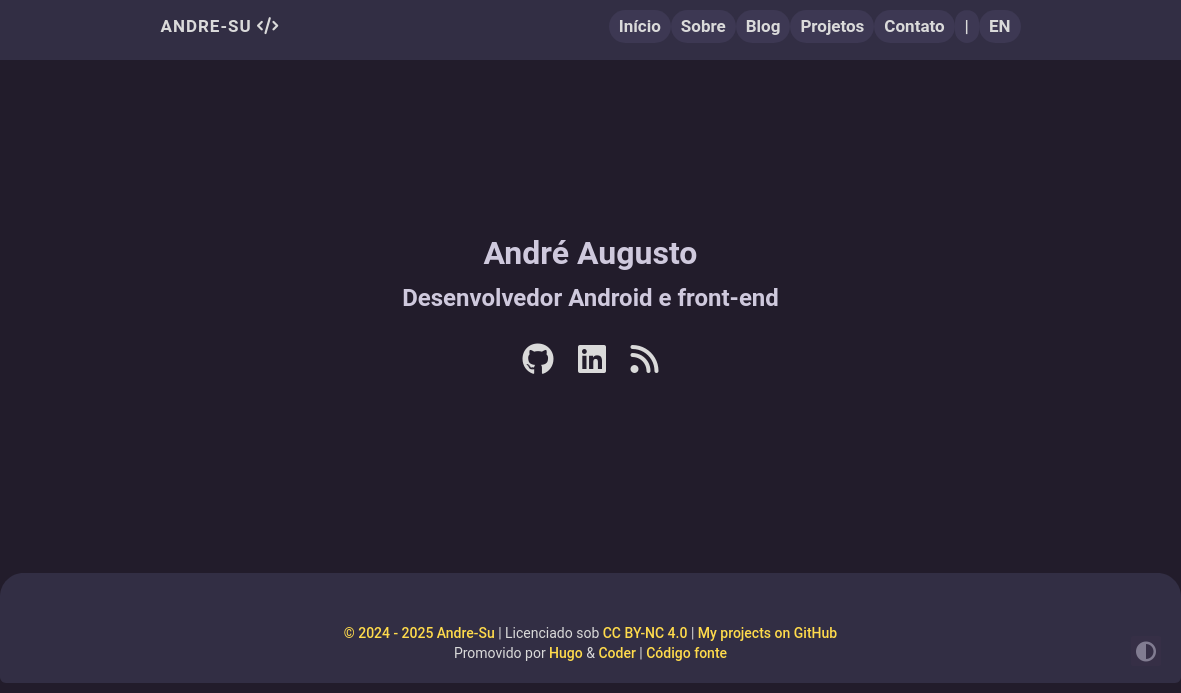 ANDRE-SU </>
Início Sobre Blog Projetos Contato | EN
André Augusto
Desenvolvedor Android e front-end
© 2024 - 2025 Andre-Su | Licenciado sob CC BY-NC 4.0 | My projects on GitHub
Promovido por Hugo & Coder | Código fonte